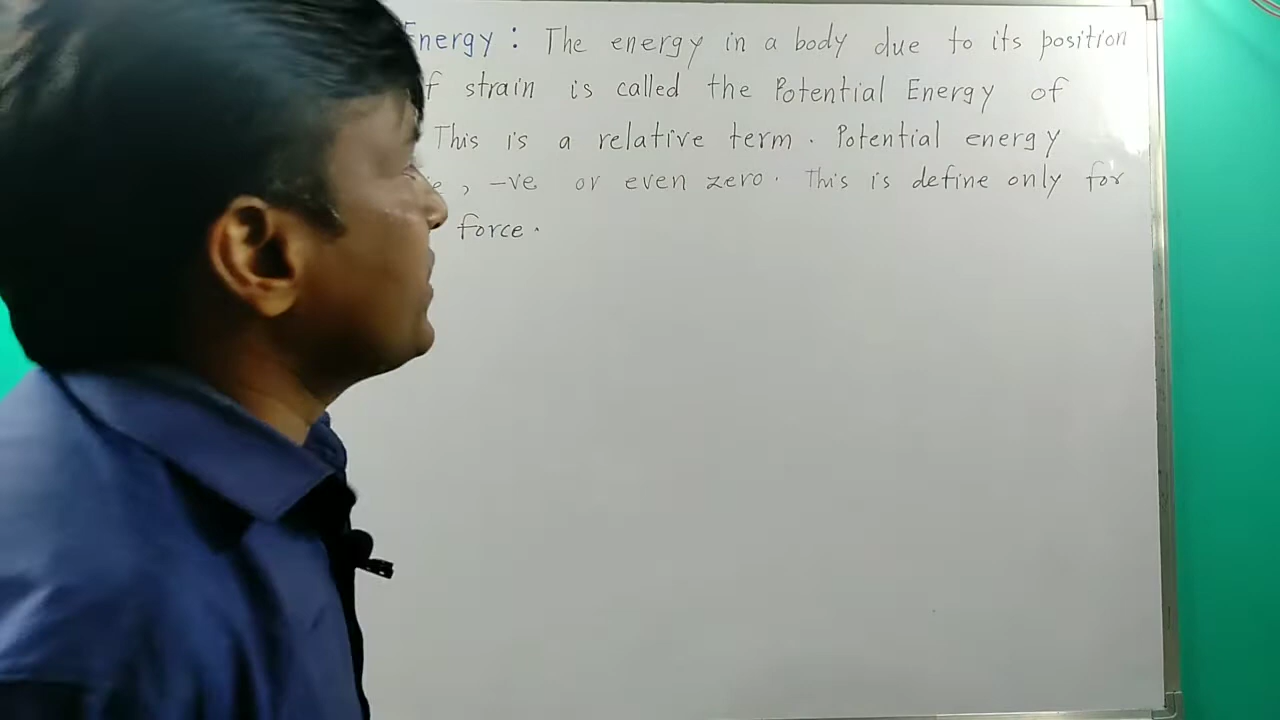 Energy : The energy in a body due to its position
strain is called the Potential Energy of
This is a relative term. Potential energy
, -ve or even zero. This is define only for
force.